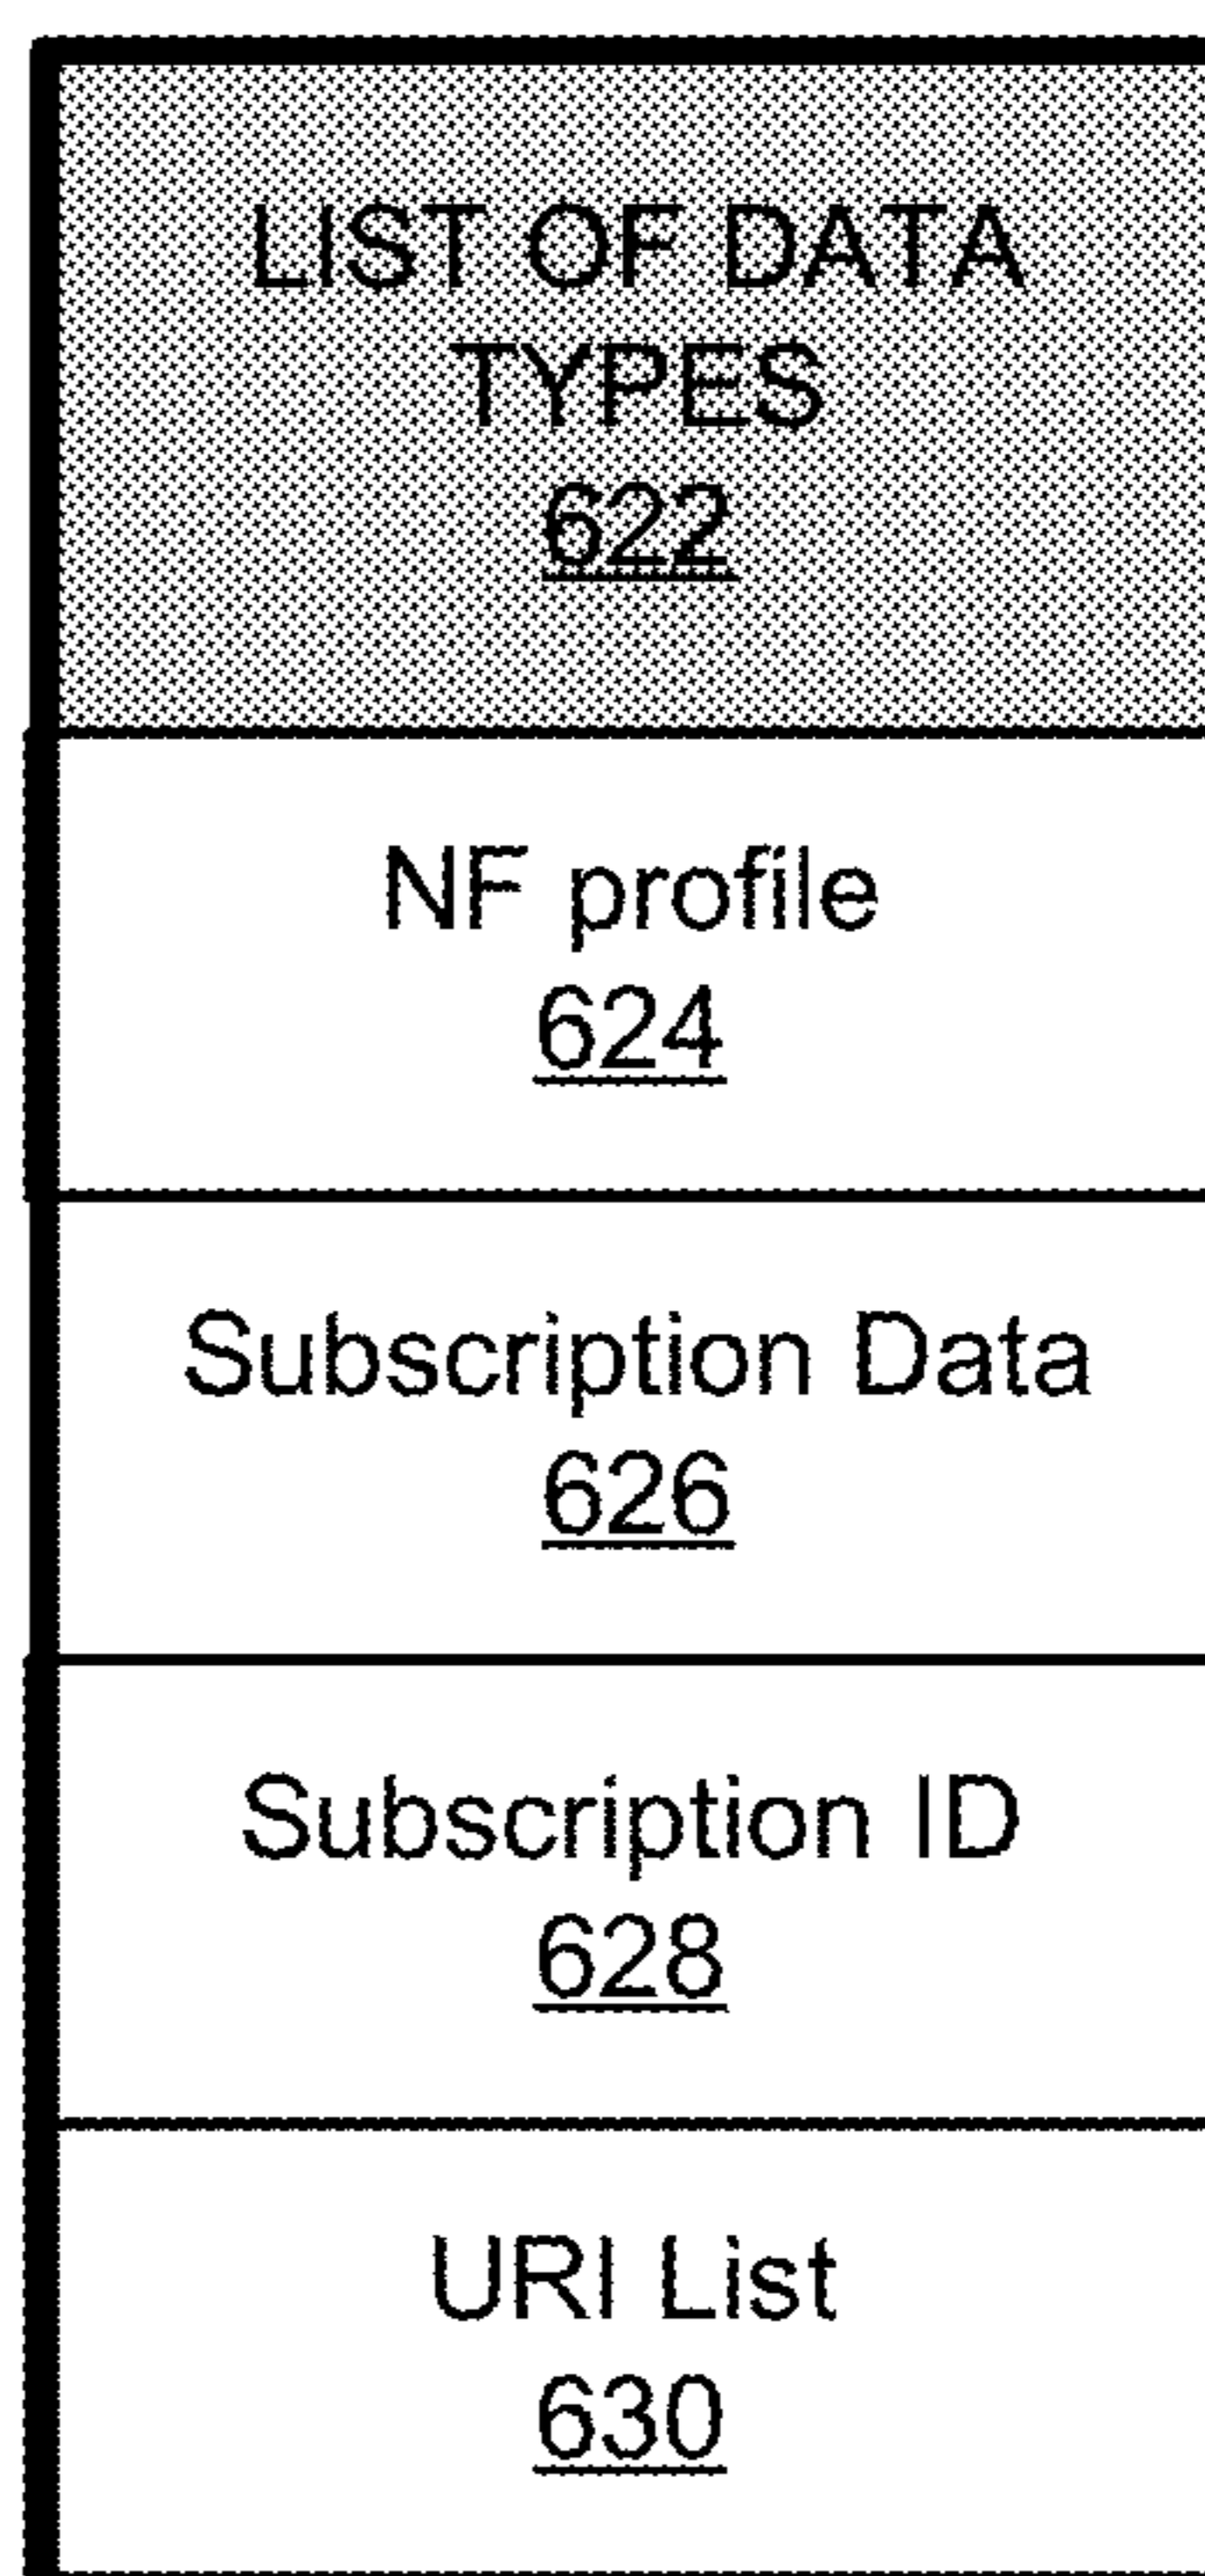 LIST OF DATA
TYPES
622
NF profile
624
Subscription Data
626
Subscription ID
628
URI List
630